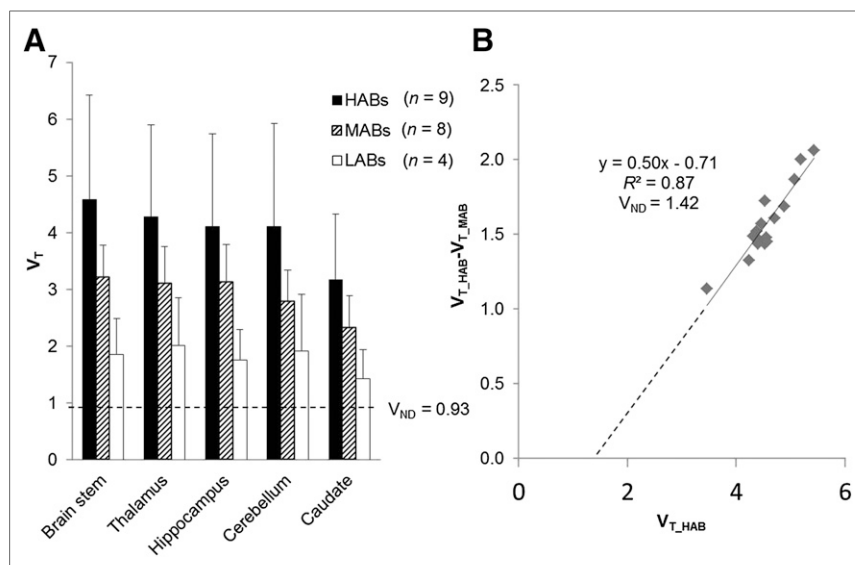 A
V_T
7
6
5
4
3
2
1
0
HABs (n = 9)
MABs (n = 8)
LABs (n = 4)
V_ND = 0.93
Brain stem
Thalamus
Hippocampus
Cerebellum
Caudate
B
V_T_HAB-V_T_MAB
2.5
2.0
1.5
1.0
0.5
0.0
y = 0.50x - 0.71
R² = 0.87
V_ND = 1.42
0 2 4 6
V_T_HAB